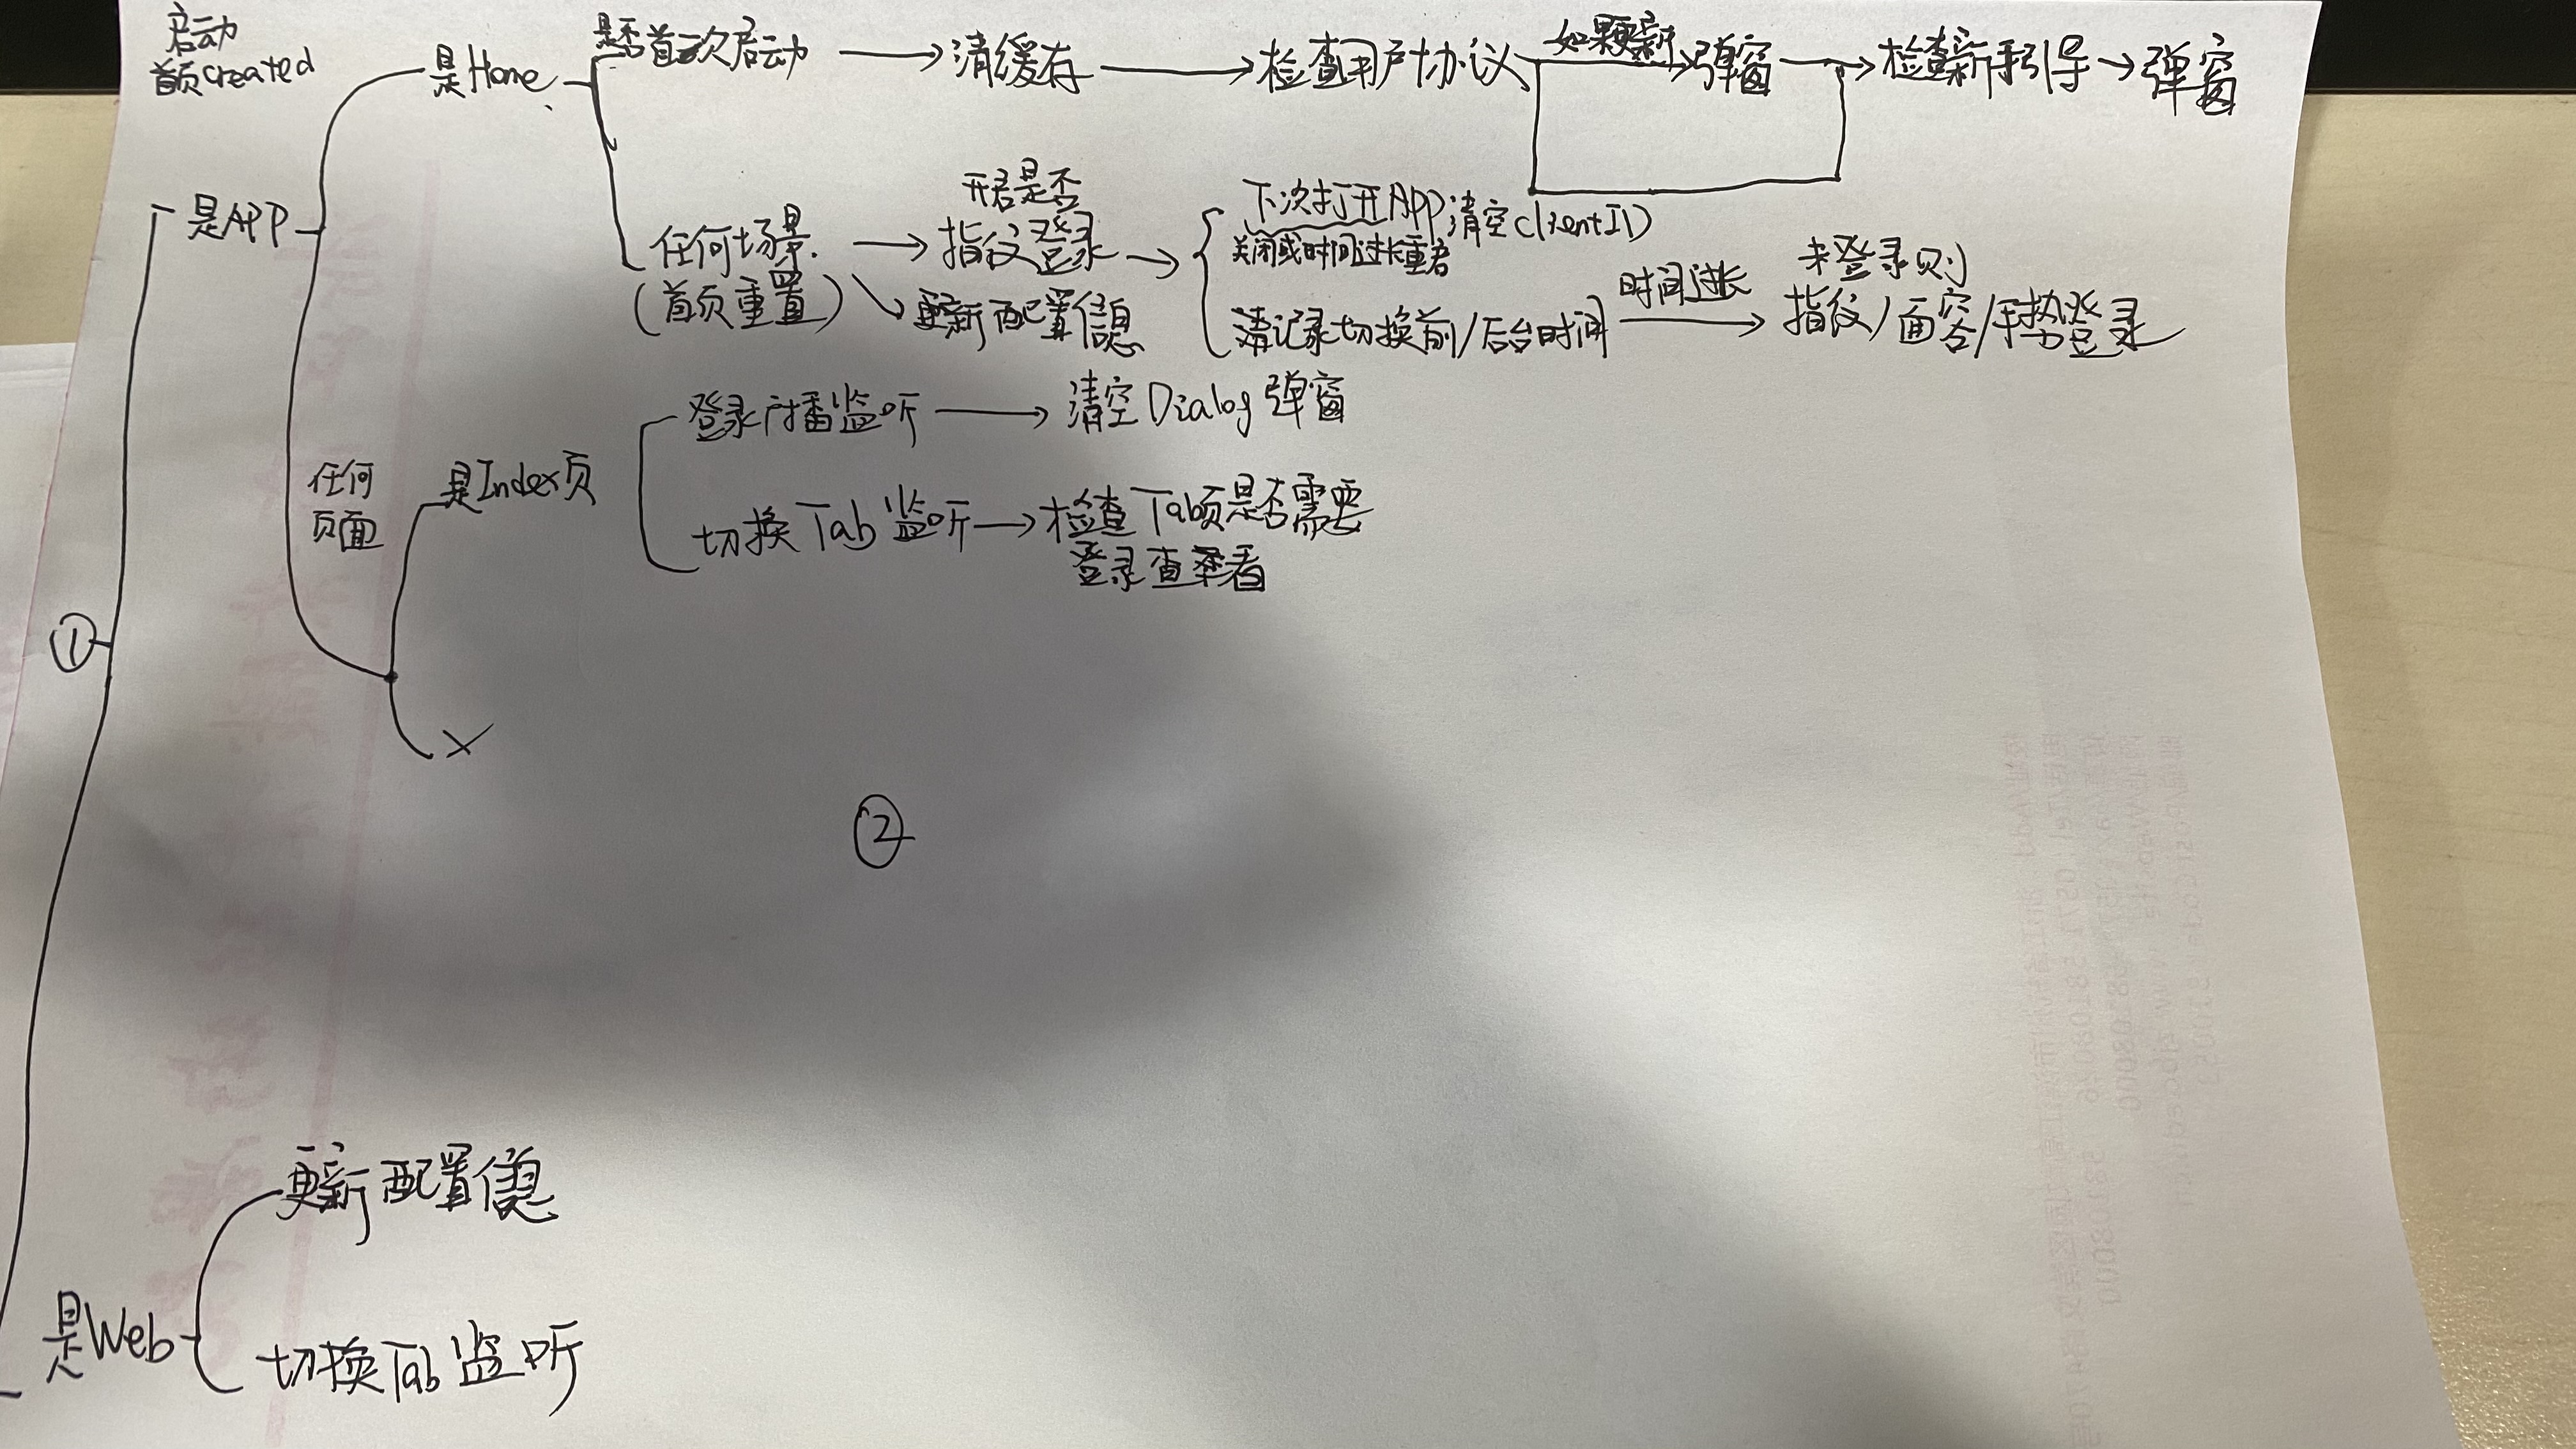 启动
首页created
是Home
是否首次启动
清缓存
检查用户协议
如果更新
弹窗
检查新手引导
弹窗
是APP
任何场景
(首页重置)
开启是否
指纹登录
更新配置信息
下次打开App清空clientID
关闭或时间过长重启
清记录切换前/后台时间
时间过长
未登录则
指纹/面容/手势登录
任何
页面
是Index页
登录广播监听
清空Dialog弹窗
切换Tab监听
检查Tab页是否需要
登录查看
①
②
更新配置信息
是Web
切换Tab监听